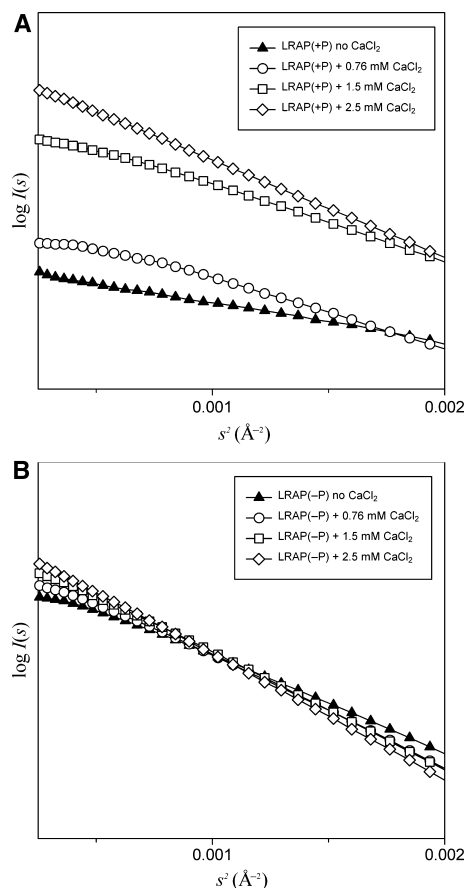 A
LRAP(+P) no CaCl₂
LRAP(+P) + 0.76 mM CaCl₂
LRAP(+P) + 1.5 mM CaCl₂
LRAP(+P) + 2.5 mM CaCl₂
log I(s)
0.001
0.002
s² (Å⁻²)
B
LRAP(–P) no CaCl₂
LRAP(–P) + 0.76 mM CaCl₂
LRAP(–P) + 1.5 mM CaCl₂
LRAP(–P) + 2.5 mM CaCl₂
log I(s)
0.001
0.002
s² (Å⁻²)